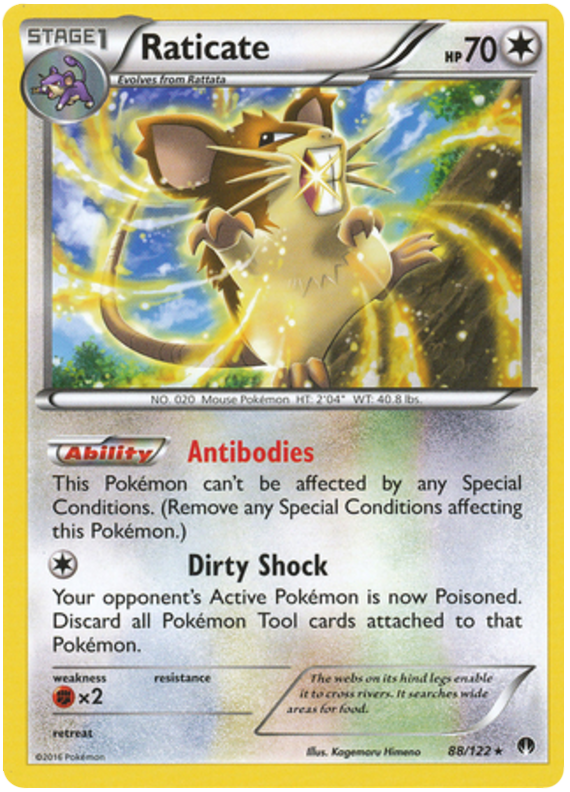 STAGE1
Raticate
HP70
Evolves from Rattata
NO. 020 Mouse Pokémon HT: 2'04" WT: 40.8 lbs.
Ability Antibodies
This Pokémon can't be affected by any Special
Conditions. (Remove any Special Conditions affecting
this Pokémon.)
Dirty Shock
Your opponent's Active Pokémon is now Poisoned.
Discard all Pokémon Tool cards attached to that
Pokémon.
weakness resistance
×2
The webs on its hind legs enable
it to cross rivers. It searches wide
areas for food.
retreat
©2016 Pokémon
Illus. Kagemaru Himeno
88/122 ★